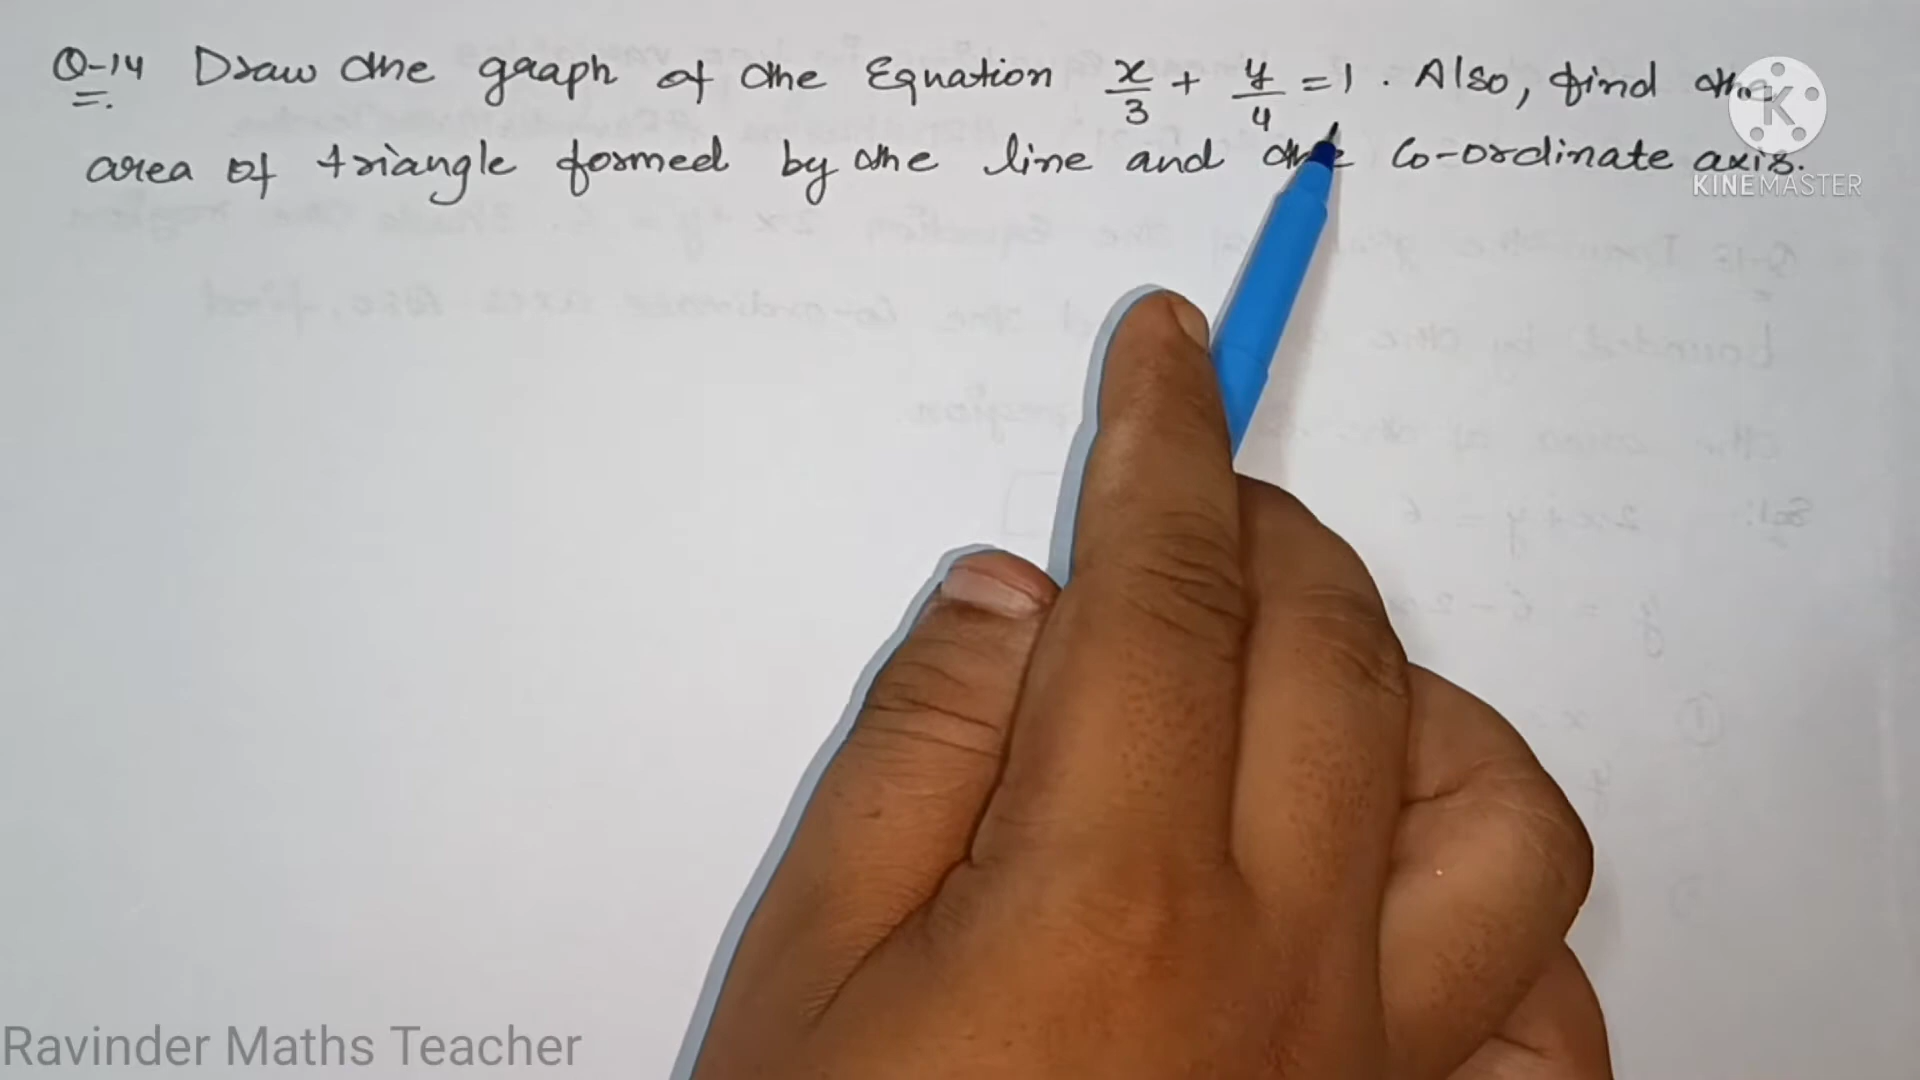 Q-14 Draw the graph of the Equation x/3 + y/4 = 1. Also, find the
area of triangle formed by the line and the Co-ordinate axis.
KINEMASTER
Ravinder Maths Teacher